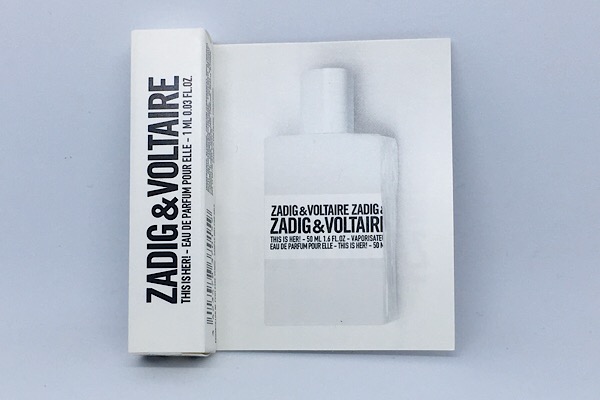 ZADIG&VOLTAIRE
THIS IS HER! – EAU DE PARFUM POUR ELLE – 1 ML 0.03 FL.OZ.
ZADIG&VOLTAIRE ZADIG&
ZADIG&VOLTAIRE
THIS IS HER! – 50 ML 1.6 FL.OZ – VAPORISATEU
EAU DE PARFUM POUR ELLE – THIS IS HER! – 50 M